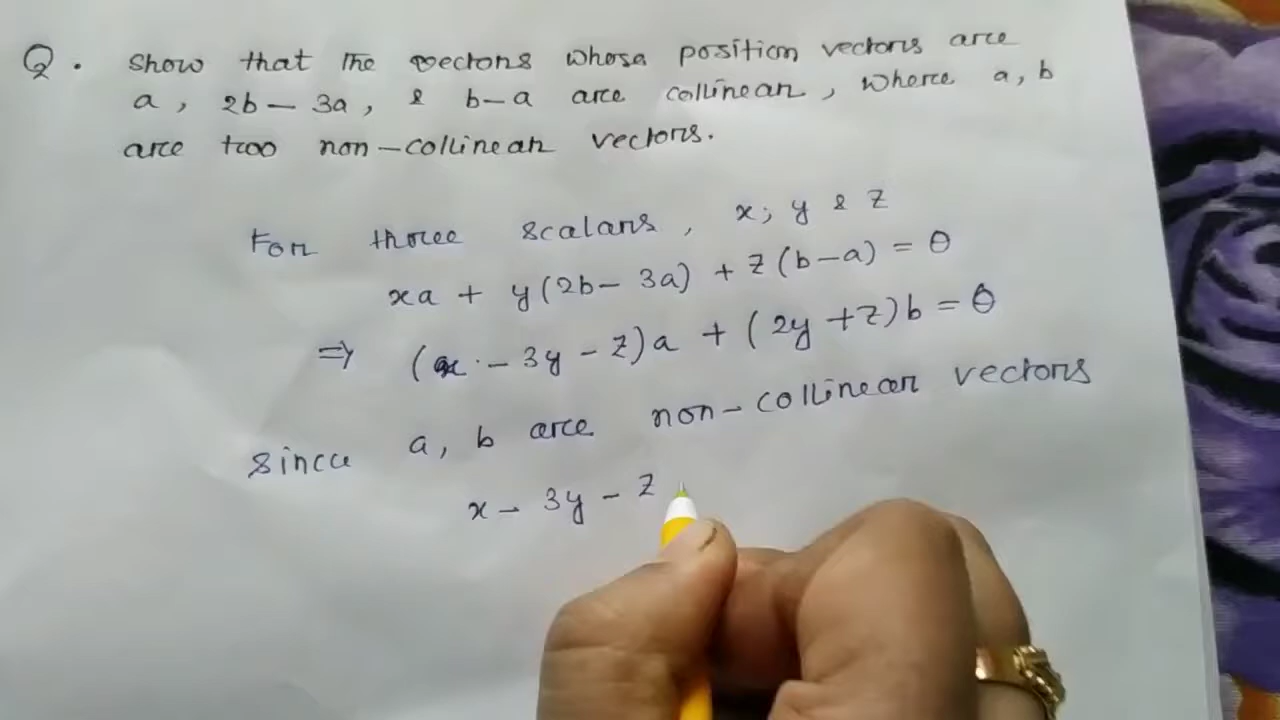 Q. Show that the vectors whose position vectors are
a, 2b - 3a, & b-a are collinear, where a, b
are two non-collinear vectors.
For three scalars, x; y & z
xa + y(2b- 3a) + z(b-a) = θ
⇒ (x - 3y - z)a + (2y + z)b = θ
since a, b are non-collinear vectors
x - 3y - z